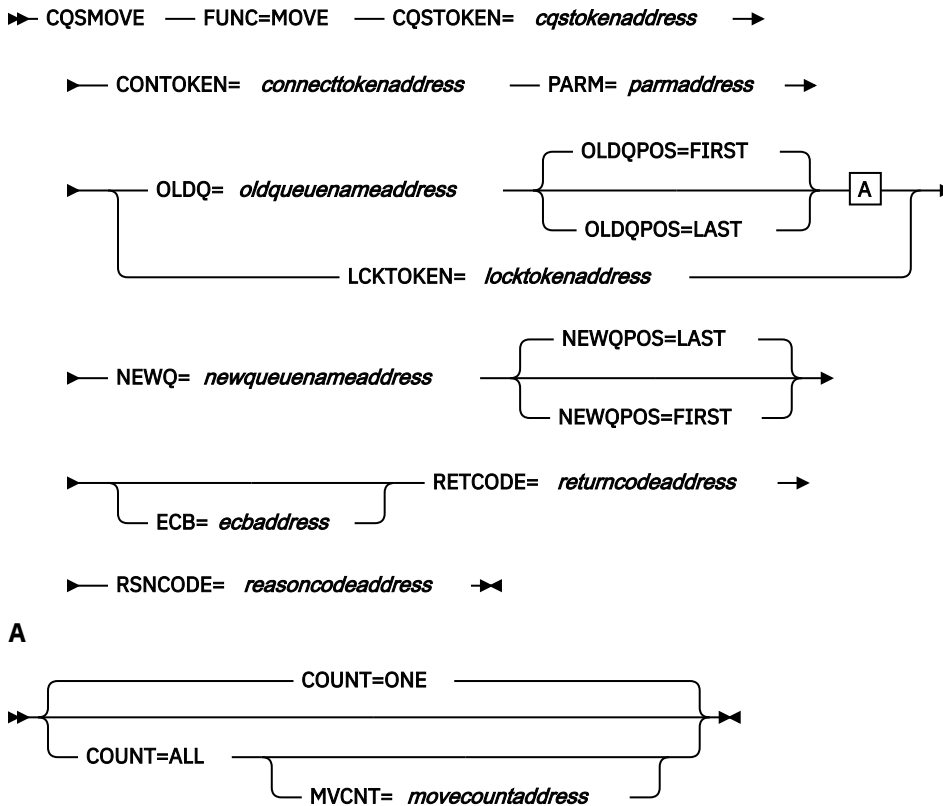 CQSMOVE FUNC=MOVE CQSTOKEN= cqstokenaddress
CONTOKEN= connecttokenaddress PARM= parmaddress
OLDQPOS=FIRST
OLDQ= oldqueuenameaddress A
OLDQPOS=LAST
LCKTOKEN= locktokenaddress
NEWQPOS=LAST
NEWQ= newqueuenameaddress
NEWQPOS=FIRST
RETCODE= returncodeaddress
ECB= ecbaddress
RSNCODE= reasoncodeaddress
A
COUNT=ONE
COUNT=ALL
MVCNT= movecountaddress